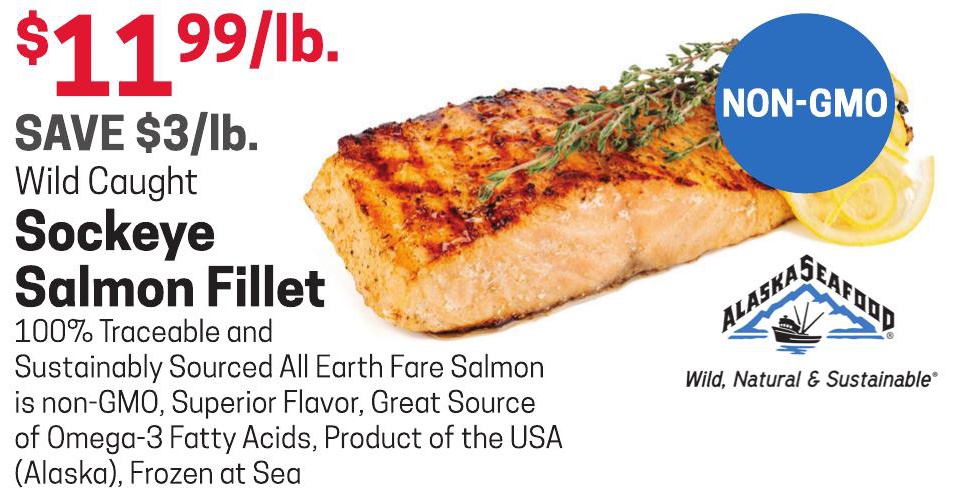 $11 99/lb.
SAVE $3/lb.
Wild Caught
Sockeye
Salmon Fillet
100% Traceable and
Sustainably Sourced All Earth Fare Salmon
is non-GMO, Superior Flavor, Great Source
of Omega-3 Fatty Acids, Product of the USA
(Alaska), Frozen at Sea
NON-GMO
ALASKA SEAFOOD®
Wild, Natural & Sustainable®